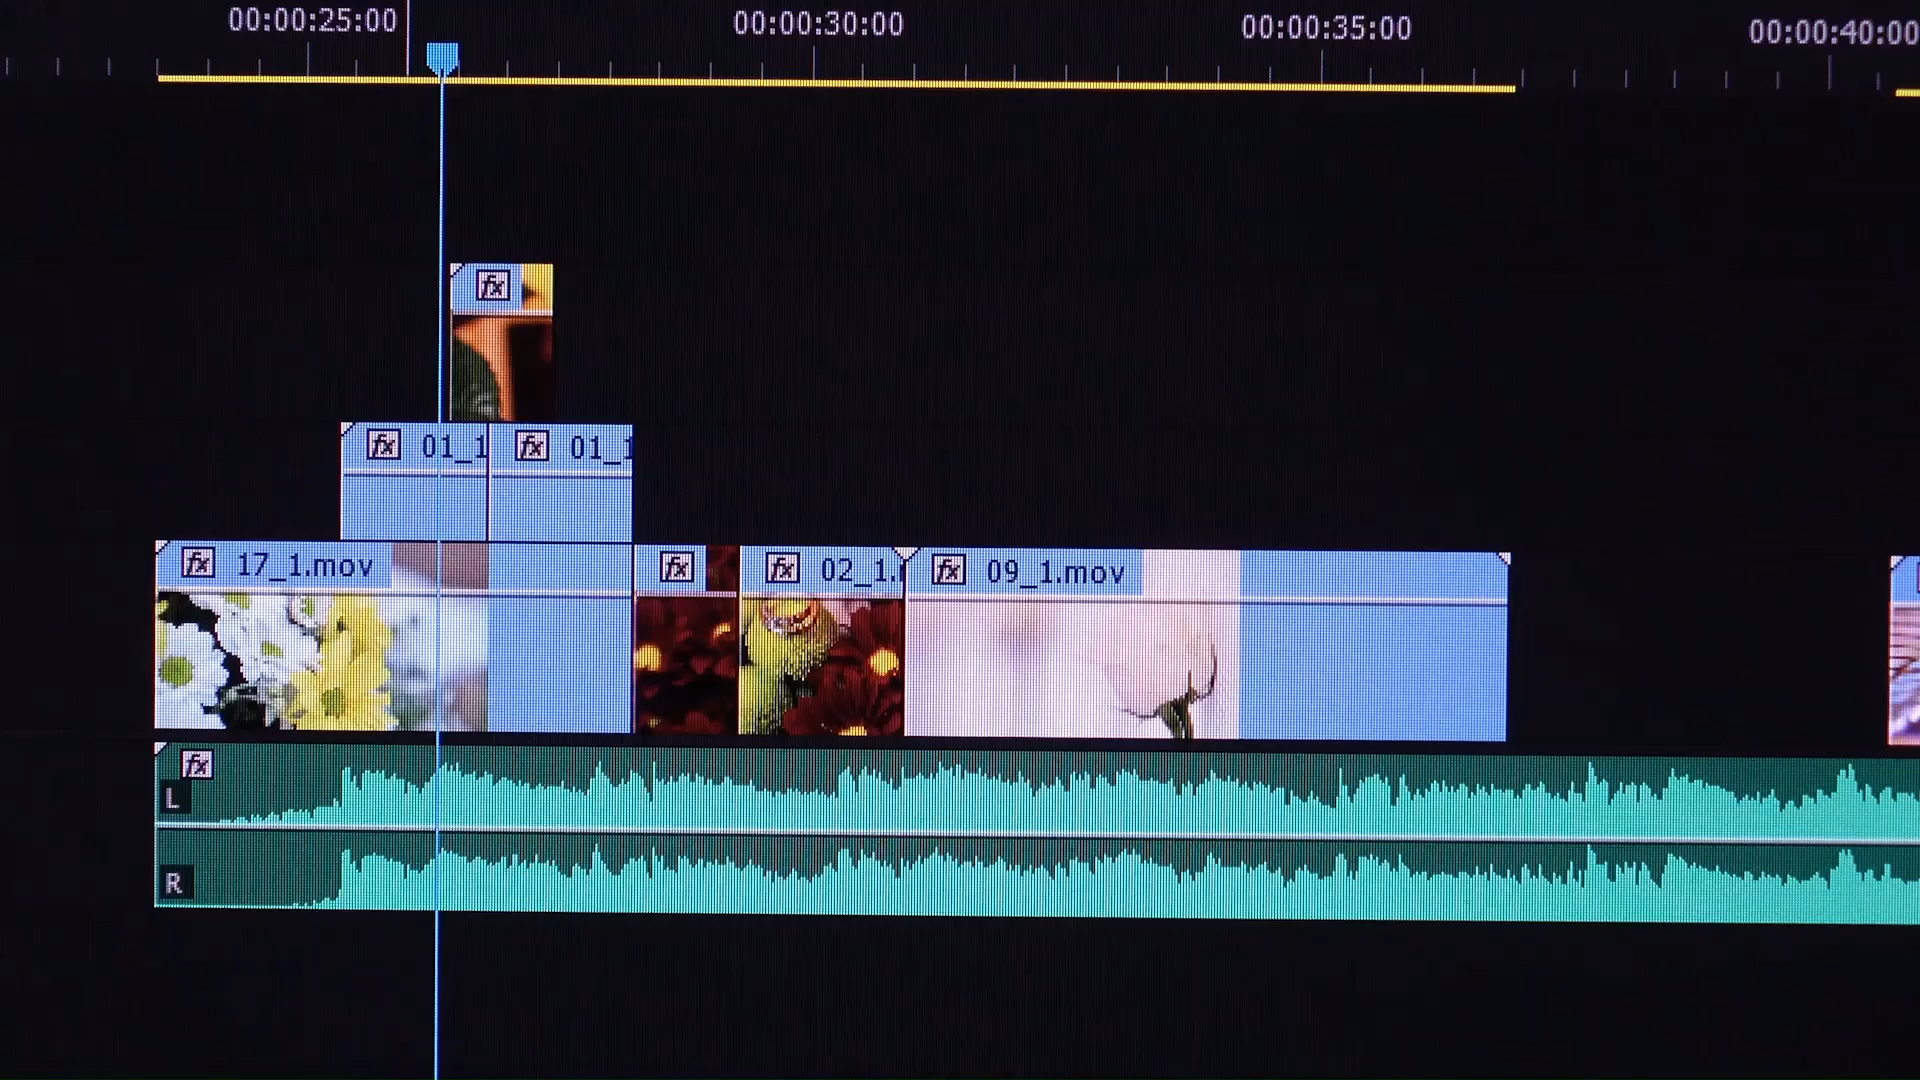 00:00:25:00 00:00:30:00 00:00:35:00 00:00:40:00
fx
fx 01_1 fx 01_1
fx 17_1.mov fx fx 02_1. fx 09_1.mov
fx
L
R